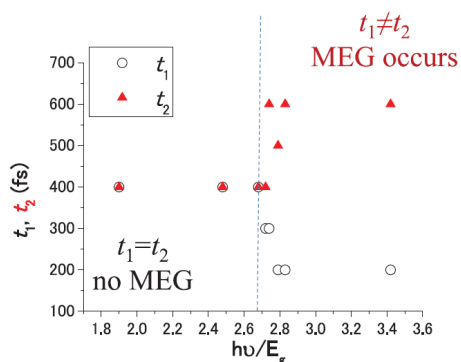 t₁≠t₂
MEG occurs
t₁
t₂
700
600
500
400
300
200
100
t₁, t₂ (fs)
t₁=t₂
no MEG
1.8 2.0 2.2 2.4 2.6 2.8 3.0 3.2 3.4 3.6
hυ/E_g